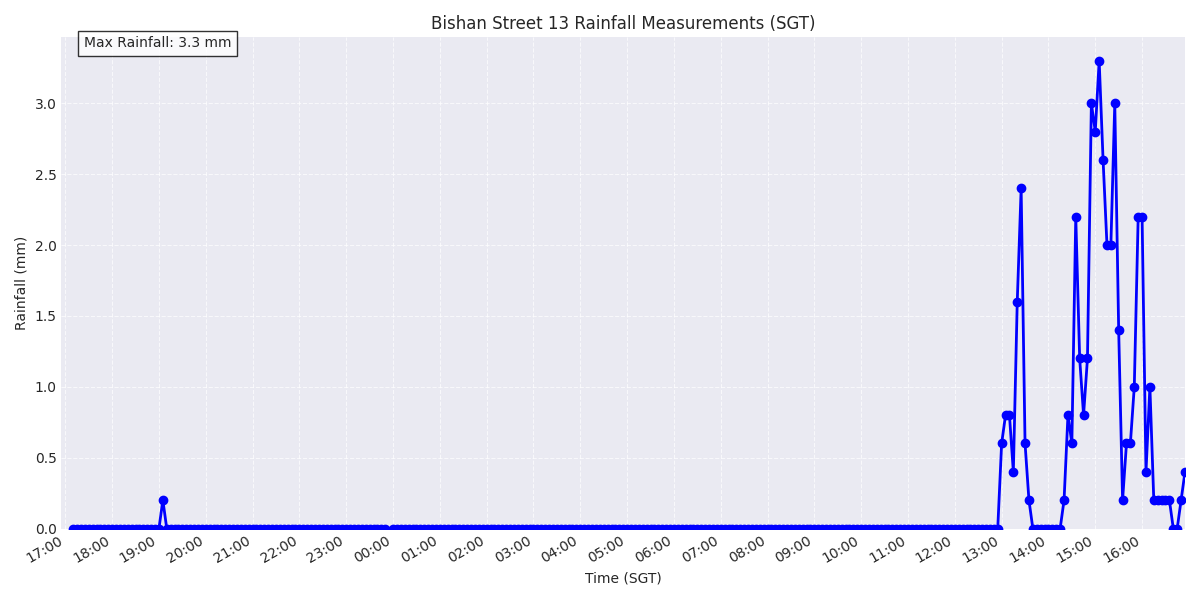 Bishan Street 13 Rainfall Measurements (SGT)
Max Rainfall: 3.3 mm
3.0
2.5
2.0
1.5
1.0
0.5
0.0
Rainfall (mm)
17:00 18:00 19:00 20:00 21:00 22:00 23:00 00:00 01:00 02:00 03:00 04:00 05:00 06:00 07:00 08:00 09:00 10:00 11:00 12:00 13:00 14:00 15:00 16:00
Time (SGT)